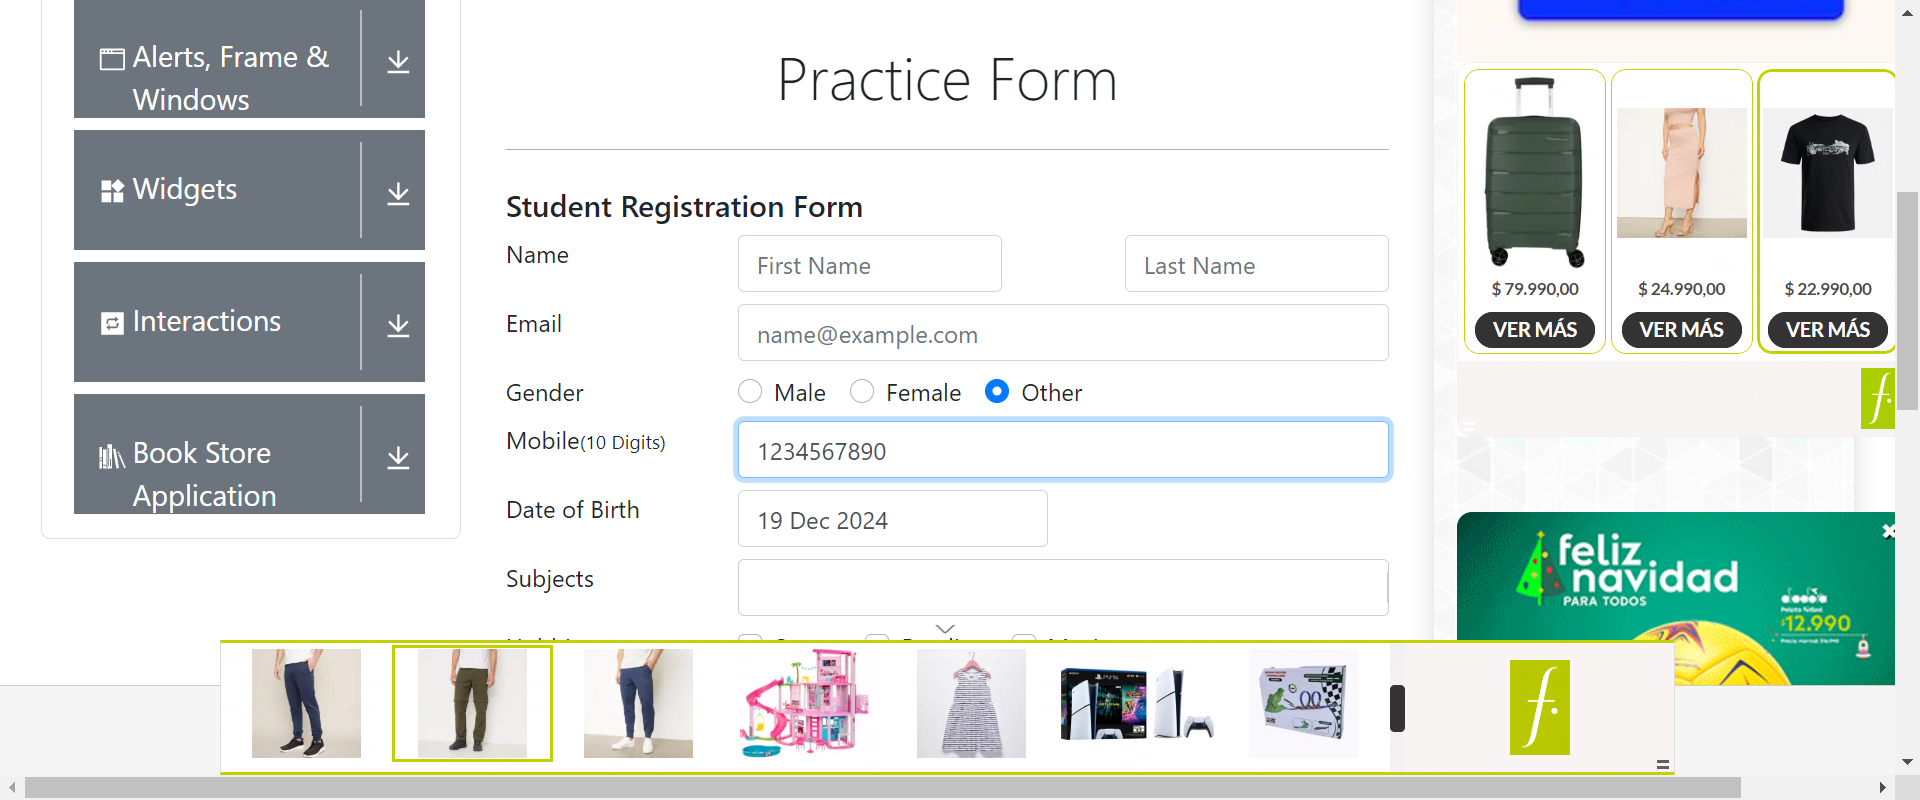 Alerts, Frame &
Windows
Widgets
Interactions
Book Store
Application
Practice Form
Student Registration Form
Name
First Name
Last Name
Email
name@example.com
Gender
Male
Female
Other
Mobile(10 Digits)
1234567890
Date of Birth
19 Dec 2024
Subjects
$ 79.990,00
$ 24.990,00
$ 22.990,00
VER MÁS
VER MÁS
VER MÁS
f.
feliz
navidad
PARA TODOS
diadora
Pelota fútbol
$12.990
f.